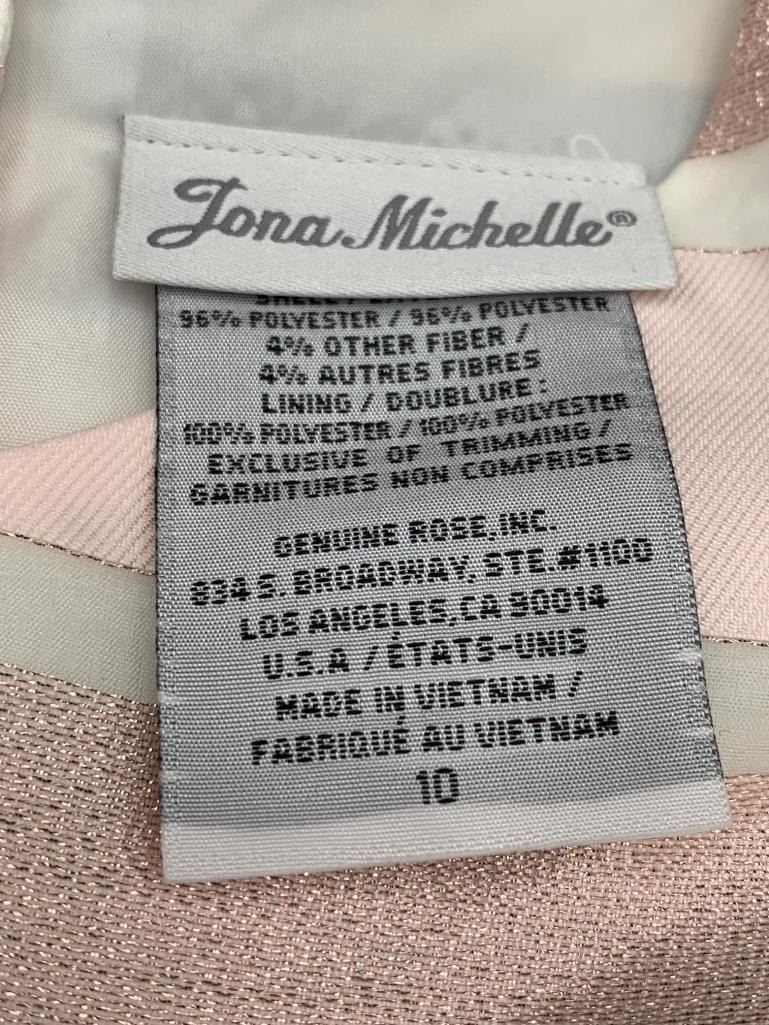 Jona Michelle®
96% POLYESTER / 96% POLYESTER
4% OTHER FIBER /
4% AUTRES FIBRES
LINING / DOUBLURE :
100% POLYESTER / 100% POLYESTER
EXCLUSIVE OF TRIMMING /
GARNITURES NON COMPRISES
GENUINE ROSE, INC.
834 S. BROADWAY, STE.#1100
LOS ANGELES, CA 90014
U.S.A / ÉTATS-UNIS
MADE IN VIETNAM /
FABRIQUÉ AU VIETNAM
10